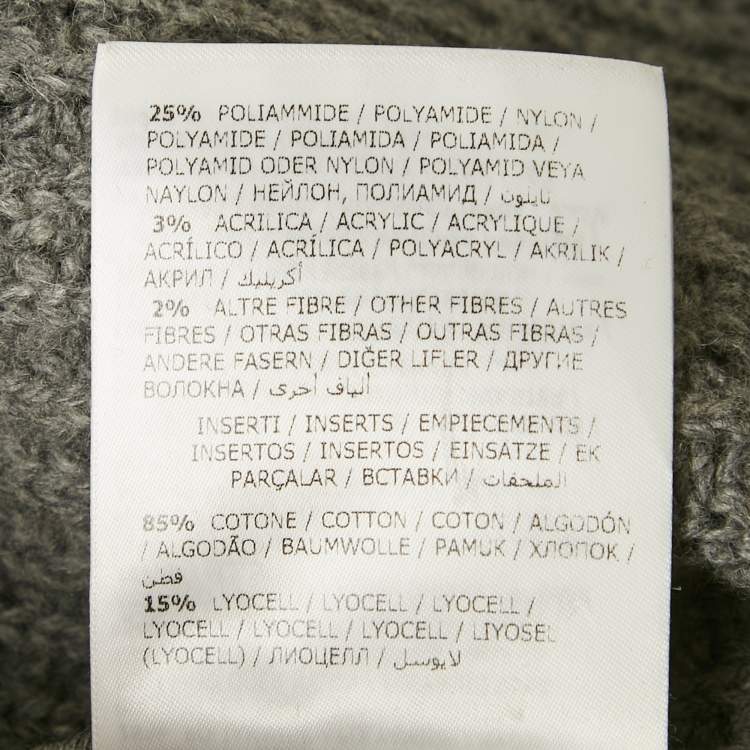 25% POLIAMMIDE / POLYAMIDE / NYLON /
POLYAMIDE / POLIAMIDA / POLIAMIDA /
POLYAMID ODER NYLON / POLYAMID VEYA
NAYLON / НЕЙЛОН, ПОЛИАМИД / نايلون
3% ACRILICA / ACRYLIC / ACRYLIQUE /
ACRÍLICO / ACRÍLICA / POLYACRYL / AKRILIK /
АКРИЛ / أكريليك
2% ALTRE FIBRE / OTHER FIBRES / AUTRES
FIBRES / OTRAS FIBRAS / OUTRAS FIBRAS /
ANDERE FASERN / DIĞER LIFLER / ДРУГИЕ
ВОЛОКНА / ألياف أخرى
INSERTI / INSERTS / EMPIECEMENTS /
INSERTOS / INSERTOS / EINSATZE / EK
PARÇALAR / ВСТАВКИ / الملحقات
85% COTONE / COTTON / COTON / ALGODÓN
/ ALGODÃO / BAUMWOLLE / PAMUK / ХЛОПОК /
قطن
15% LYOCELL / LYOCELL / LYOCELL /
LYOCELL / LYOCELL / LYOCELL / LIYOSEL
(LYOCELL) / ЛИОЦЕЛЛ / لايوسل